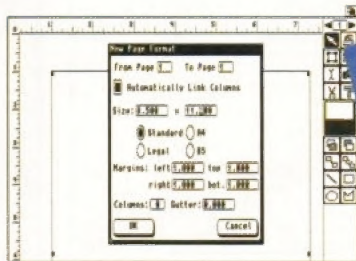 New Page Format
From Page 1 To Page 1
Automatically Link Columns
Size: 8.500 x 11.000
Standard A4
Legal B5
Margins: left 1.000 top 1.000
right 1.000 bot. 1.000
Columns: Gutter: 0.000
OK Cancel